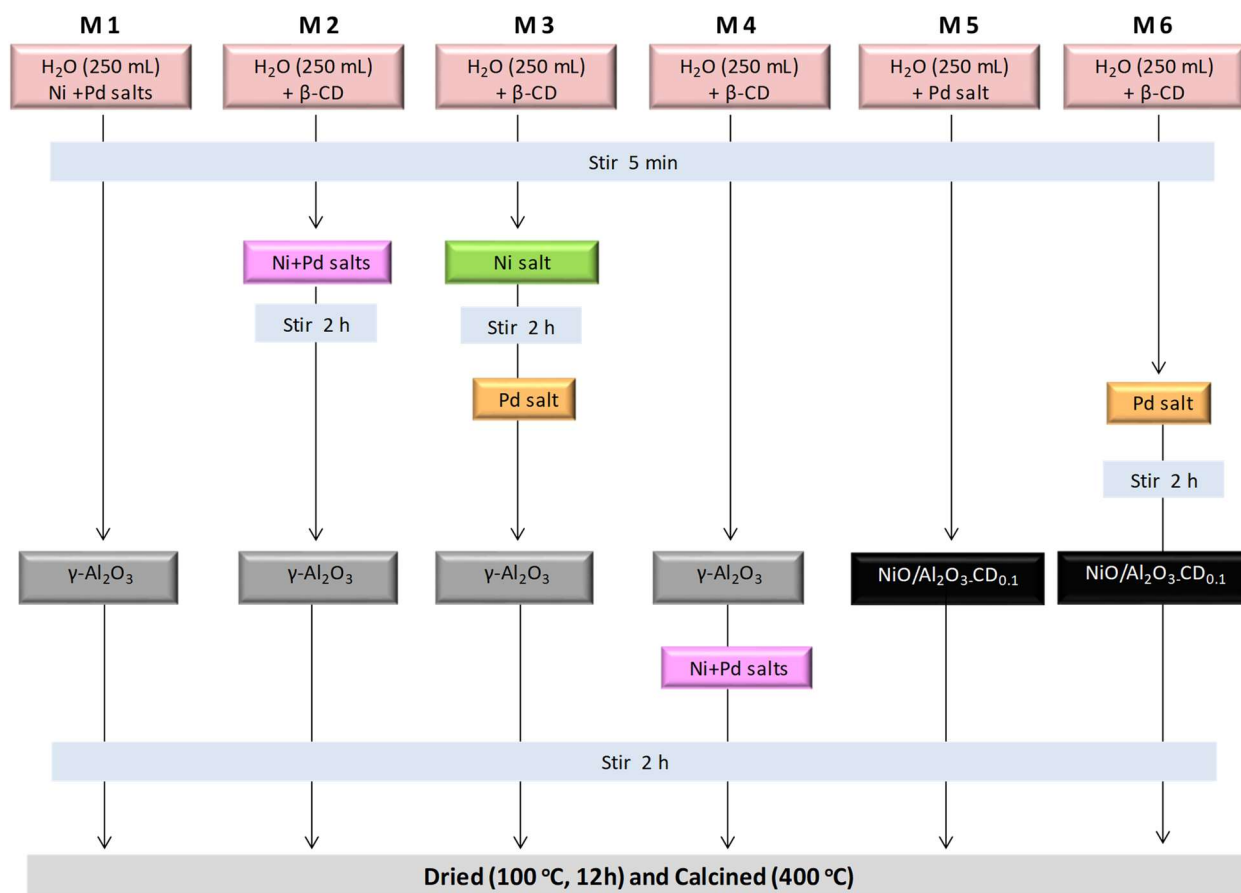 M 1 M 2 M 3 M 4 M 5 M 6
H₂O (250 mL) H₂O (250 mL) H₂O (250 mL) H₂O (250 mL) H₂O (250 mL) H₂O (250 mL)
Ni +Pd salts + β-CD + β-CD + β-CD + Pd salt + β-CD
Stir 5 min
Ni+Pd salts Ni salt
Stir 2 h Stir 2 h
Pd salt Pd salt
Stir 2 h
γ-Al₂O₃ γ-Al₂O₃ γ-Al₂O₃ γ-Al₂O₃ NiO/Al₂O₃-CD₀.₁ NiO/Al₂O₃-CD₀.₁
Ni+Pd salts
Stir 2 h
Dried (100 °C, 12h) and Calcined (400 °C)